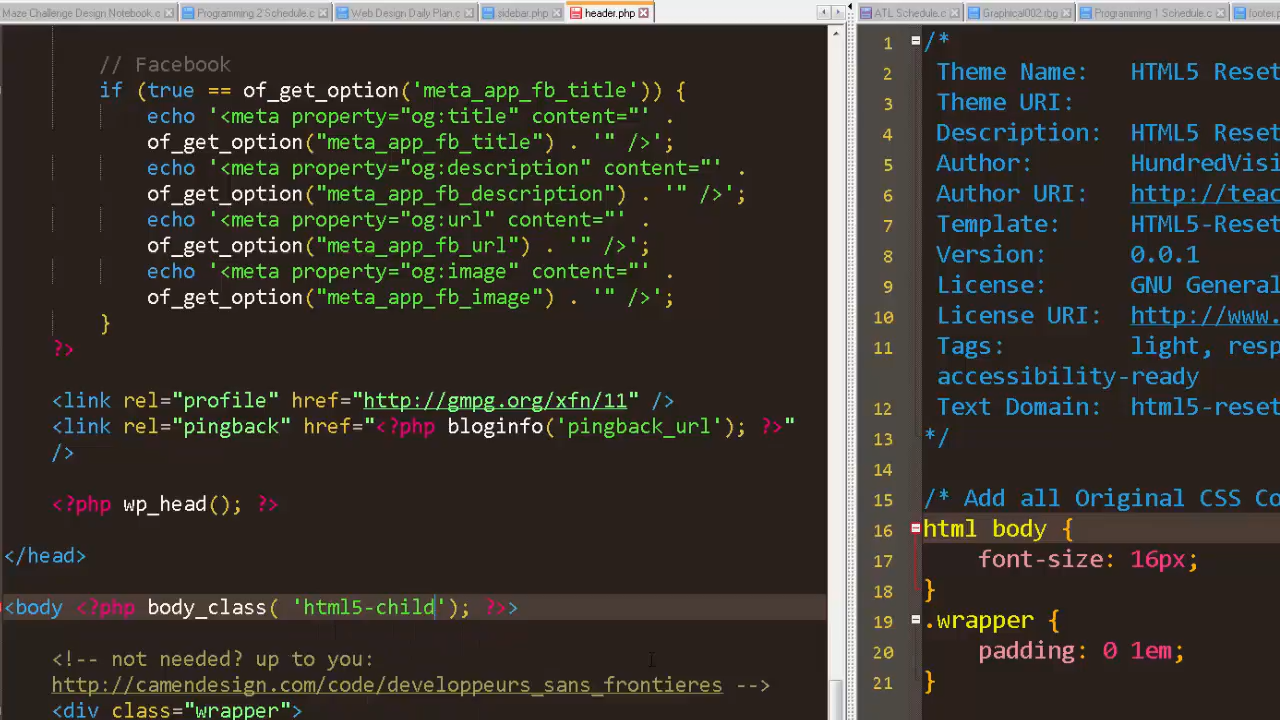 Maze Challenge Design Notebook.c
Programming 2 Schedule.c
Web Design Daily Plan.c
sidebar.php
header.php
// Facebook
if (true == of_get_option('meta_app_fb_title')) {
echo '<meta property="og:title" content="' .
of_get_option("meta_app_fb_title") . '" />';
echo '<meta property="og:description" content="' .
of_get_option("meta_app_fb_description") . '" />';
echo '<meta property="og:url" content="' .
of_get_option("meta_app_fb_url") . '" />';
echo '<meta property="og:image" content="' .
of_get_option("meta_app_fb_image") . '" />';
}
?>
<link rel="profile" href="http://gmpg.org/xfn/11" />
<link rel="pingback" href="<?php bloginfo('pingback_url'); ?>"
/>
<?php wp_head(); ?>
</head>
<body <?php body_class( 'html5-child'); ?>>
<!-- not needed? up to you:
http://camendesign.com/code/developpeurs_sans_frontieres -->
<div class="wrapper">
ATL Schedule.c
Graphical002.rbg
Programming 1 Schedule.c
footer.
1 /*
2 Theme Name: HTML5 Reset
3 Theme URI:
4 Description: HTML5 Reset
5 Author: HundredVisi
6 Author URI: http://teac
7 Template: HTML5-Reset
8 Version: 0.0.1
9 License: GNU General
10 License URI: http://www.
11 Tags: light, resp
accessibility-ready
12 Text Domain: html5-reset
13 */
14
15 /* Add all Original CSS Co
16 html body {
17 font-size: 16px;
18 }
19 .wrapper {
20 padding: 0 1em;
21 }